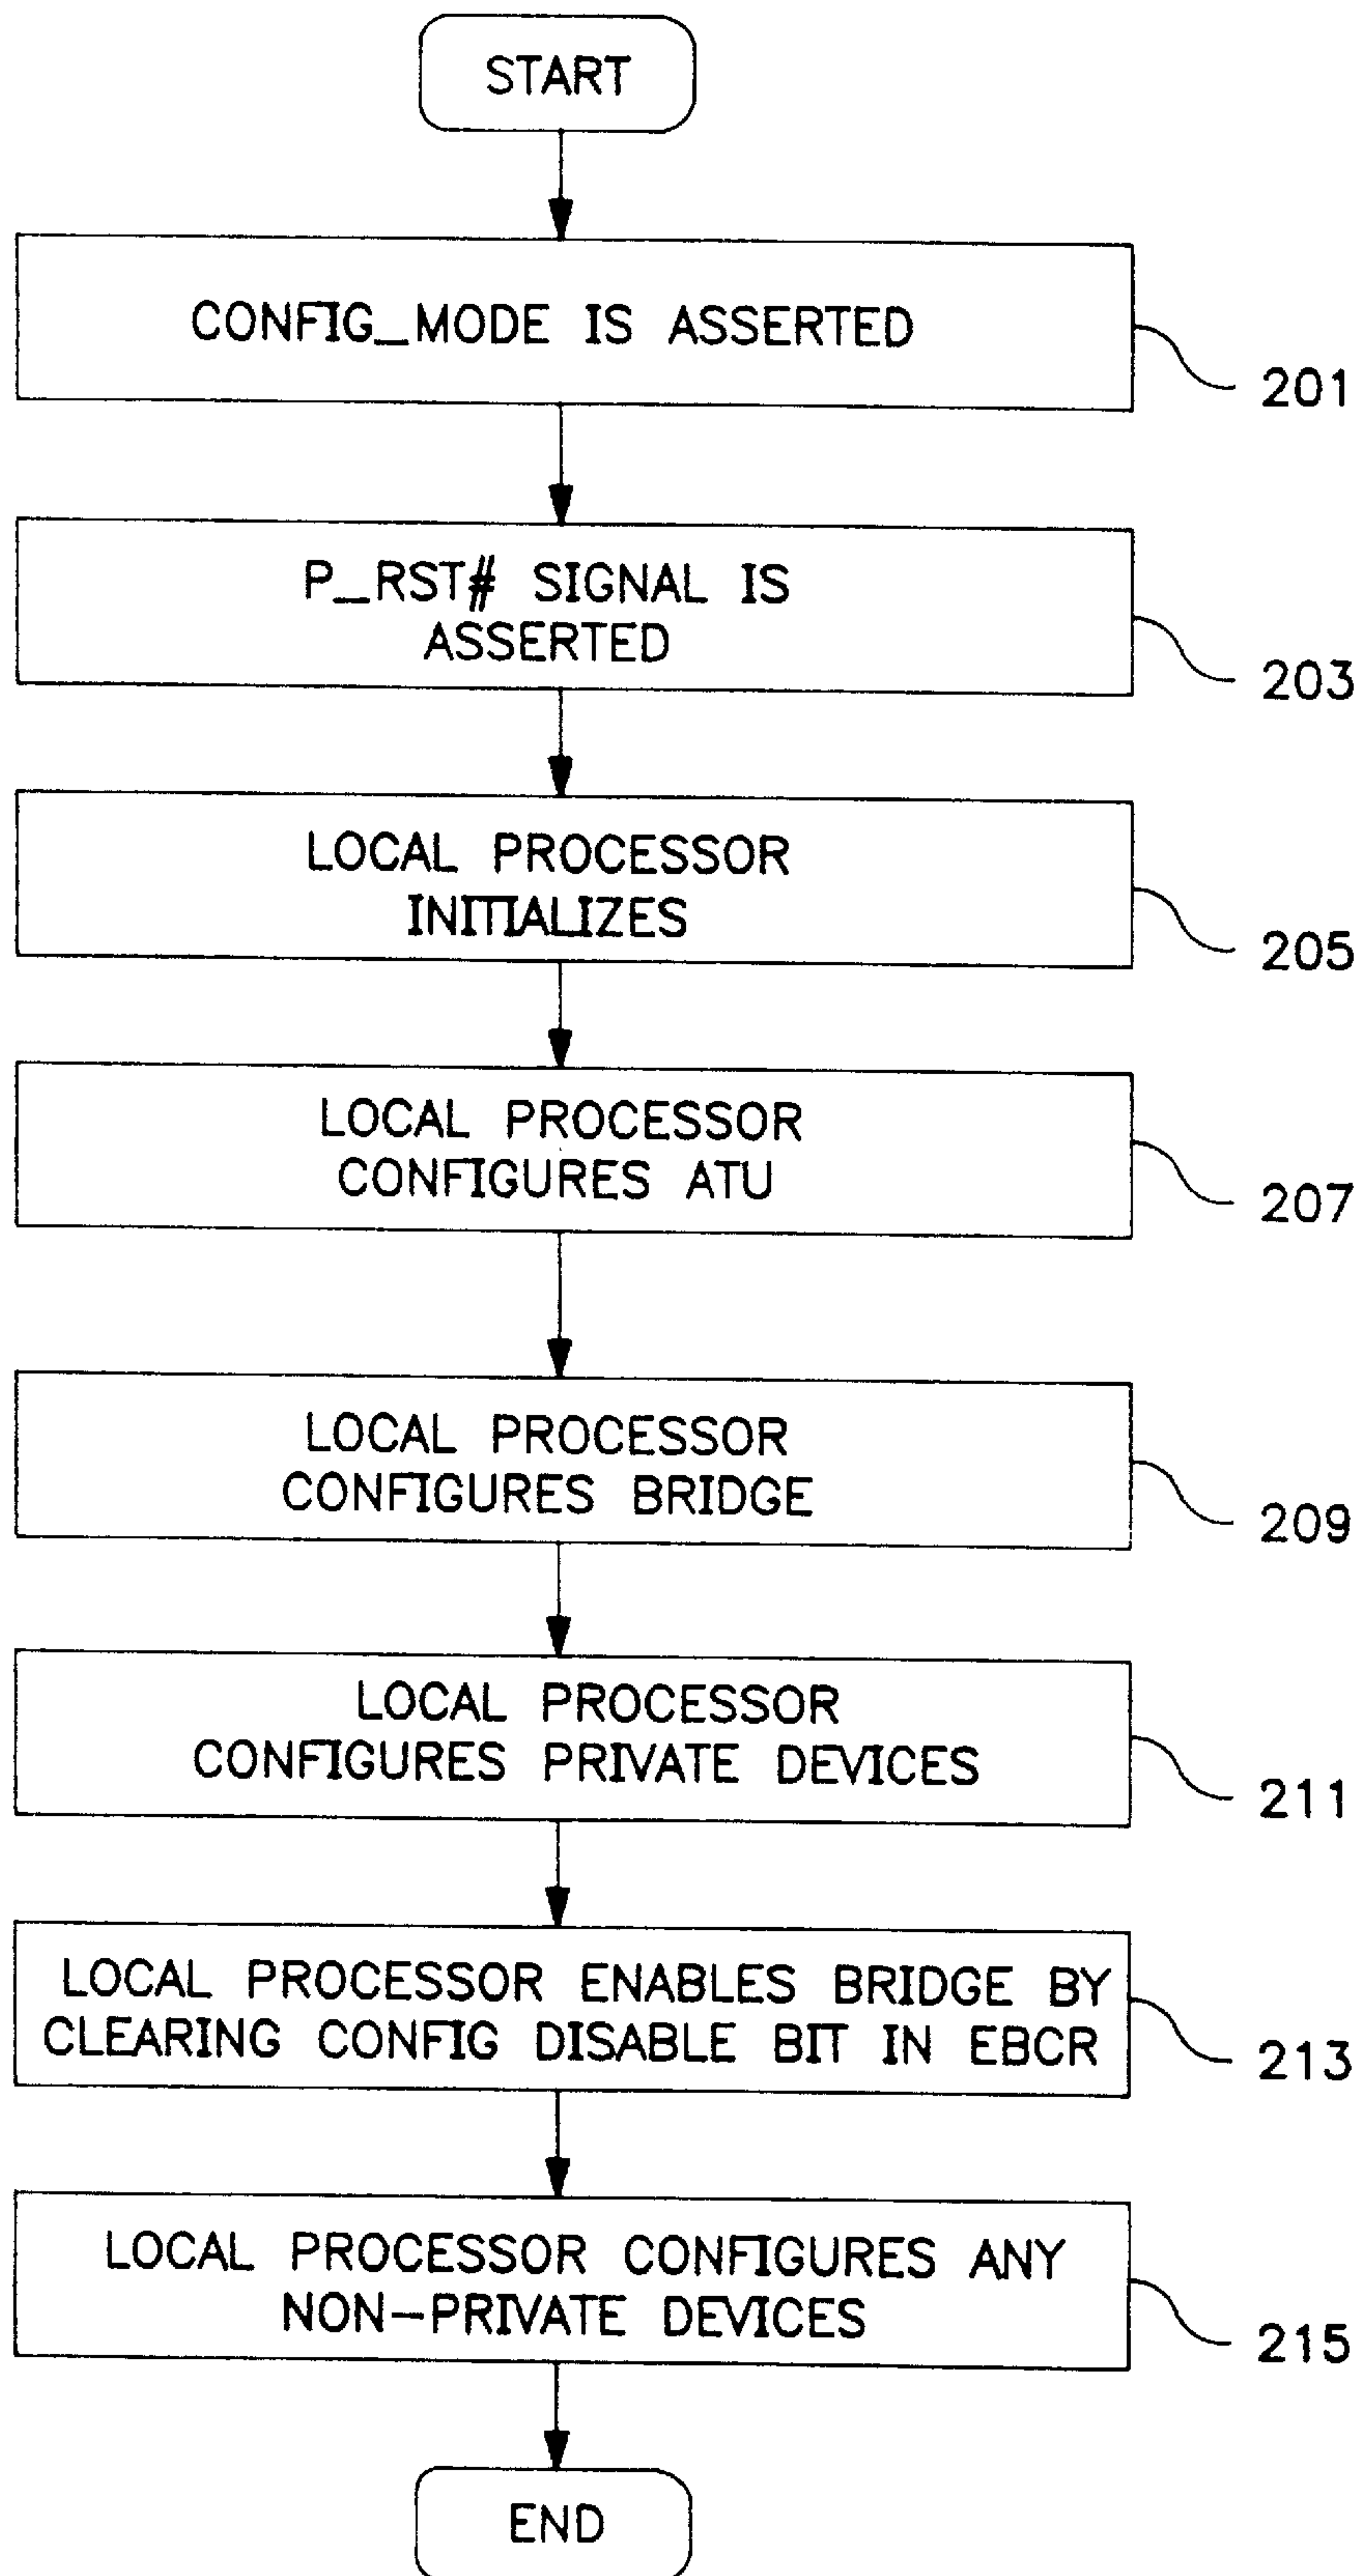 START
CONFIG_MODE IS ASSERTED
201
P_RST# SIGNAL IS
ASSERTED
203
LOCAL PROCESSOR
INITIALIZES
205
LOCAL PROCESSOR
CONFIGURES ATU
207
LOCAL PROCESSOR
CONFIGURES BRIDGE
209
LOCAL PROCESSOR
CONFIGURES PRIVATE DEVICES
211
LOCAL PROCESSOR ENABLES BRIDGE BY
CLEARING CONFIG DISABLE BIT IN EBCR
213
LOCAL PROCESSOR CONFIGURES ANY
NON-PRIVATE DEVICES
215
END